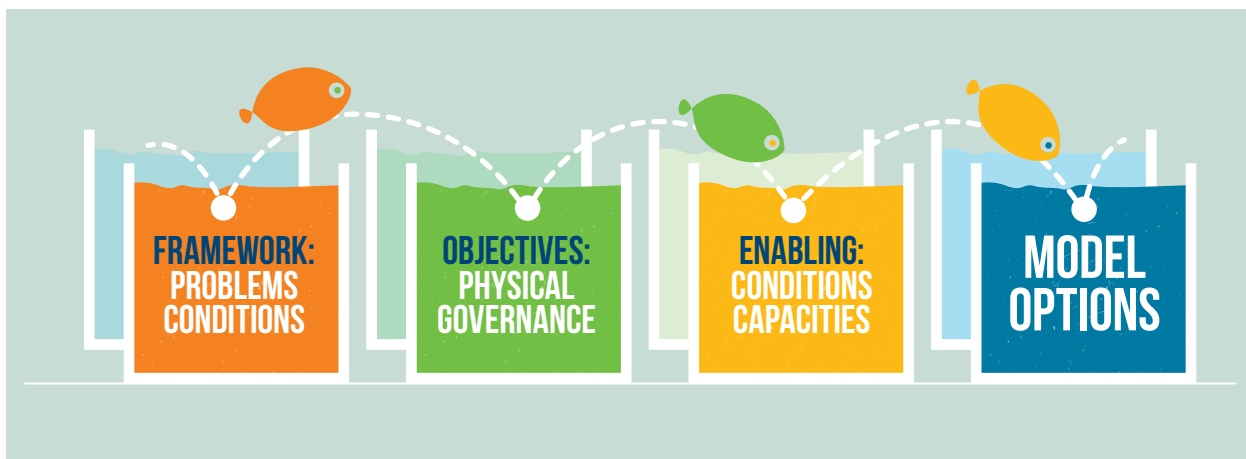 FRAMEWORK:
PROBLEMS
CONDITIONS
OBJECTIVES:
PHYSICAL
GOVERNANCE
ENABLING:
CONDITIONS
CAPACITIES
MODEL
OPTIONS